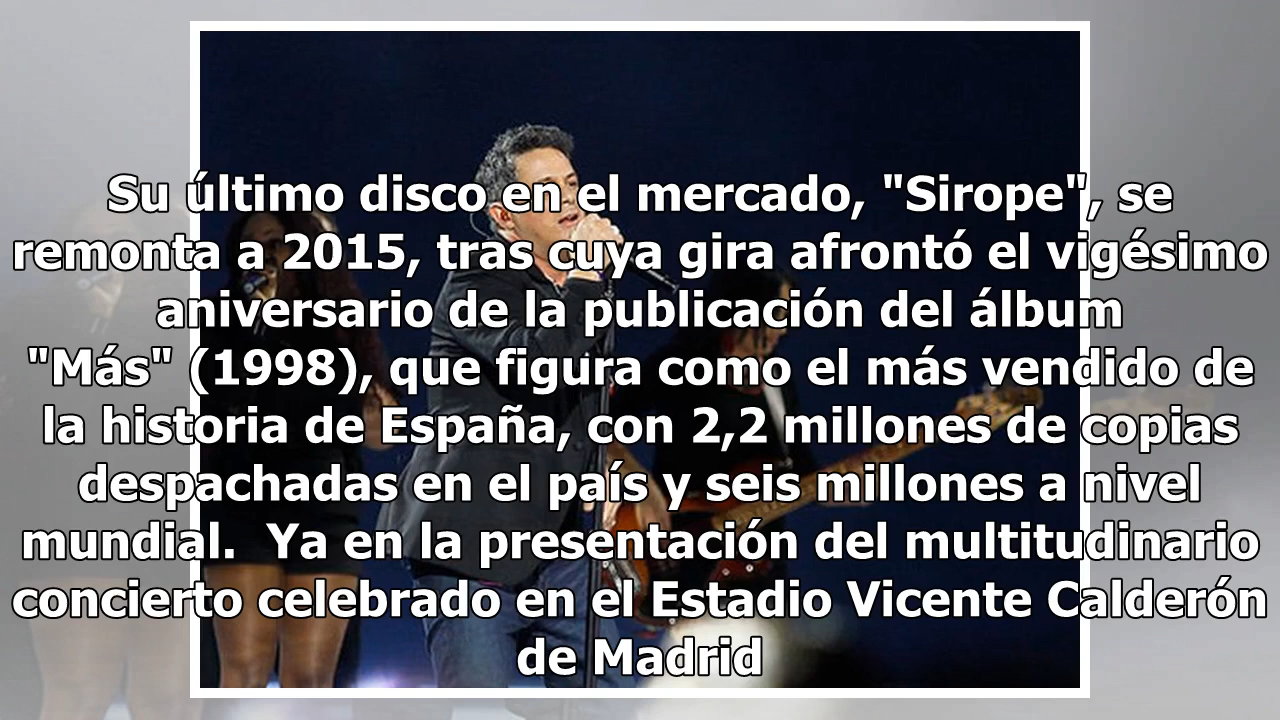 Su último disco en el mercado, "Sirope", se
remonta a 2015, tras cuya gira afrontó el vigésimo
aniversario de la publicación del álbum
"Más" (1998), que figura como el más vendido de
la historia de España, con 2,2 millones de copias
despachadas en el país y seis millones a nivel
mundial.  Ya en la presentación del multitudinario
concierto celebrado en el Estadio Vicente Calderón
de Madrid